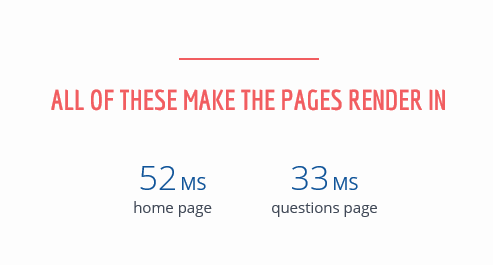 ALL OF THESE MAKE THE PAGES RENDER IN
52 MS 33 MS
home page questions page